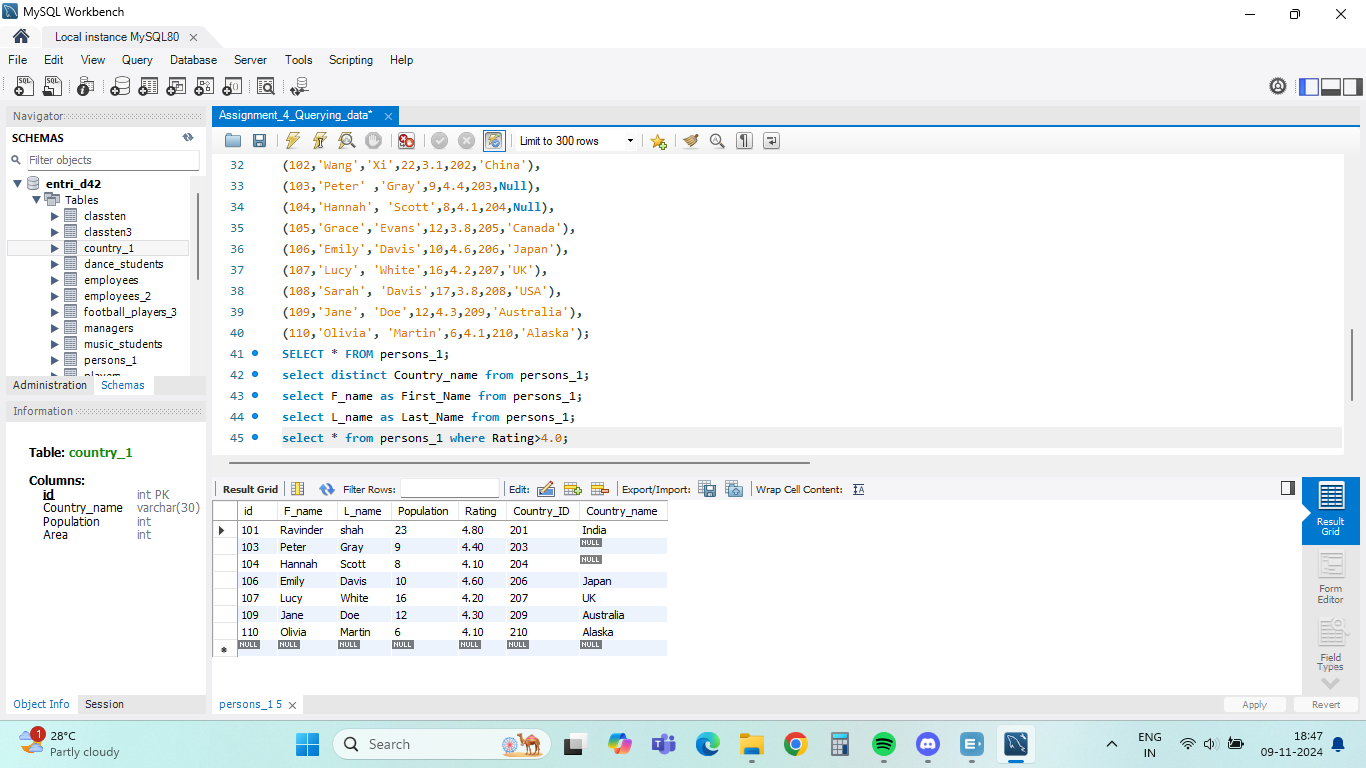 MySQL Workbench
Local instance MySQL80
File Edit View Query Database Server Tools Scripting Help
Navigator
SCHEMAS
Filter objects
entri_d42
Tables
classten
classten3
country_1
dance_students
employees
employees_2
football_players_3
managers
music_students
persons_1
players
Administration Schemas
Information
Table: country_1
Columns:
id int PK
Country_name varchar(30)
Population int
Area int
Object Info Session
Assignment_4_Querying_data*
Limit to 300 rows
32 (102,'Wang','Xi',22,3.1,202,'China'),
33 (103,'Peter' ,'Gray',9,4.4,203,Null),
34 (104,'Hannah', 'Scott',8,4.1,204,Null),
35 (105,'Grace','Evans',12,3.8,205,'Canada'),
36 (106,'Emily','Davis',10,4.6,206,'Japan'),
37 (107,'Lucy', 'White',16,4.2,207,'UK'),
38 (108,'Sarah', 'Davis',17,3.8,208,'USA'),
39 (109,'Jane', 'Doe',12,4.3,209,'Australia'),
40 (110,'Olivia', 'Martin',6,4.1,210,'Alaska');
41 SELECT * FROM persons_1;
42 select distinct Country_name from persons_1;
43 select F_name as First_Name from persons_1;
44 select L_name as Last_Name from persons_1;
45 select * from persons_1 where Rating>4.0;
Result Grid Filter Rows: Edit: Export/Import: Wrap Cell Content:
id F_name L_name Population Rating Country_ID Country_name
101 Ravinder shah 23 4.80 201 India
103 Peter Gray 9 4.40 203 NULL
104 Hannah Scott 8 4.10 204 NULL
106 Emily Davis 10 4.60 206 Japan
107 Lucy White 16 4.20 207 UK
109 Jane Doe 12 4.30 209 Australia
110 Olivia Martin 6 4.10 210 Alaska
NULL NULL NULL NULL NULL NULL NULL
Result
Grid
Form
Editor
Field
Types
persons_1 5
Apply Revert
1
28°C
Partly cloudy
Search
ENG
IN
18:47
09-11-2024